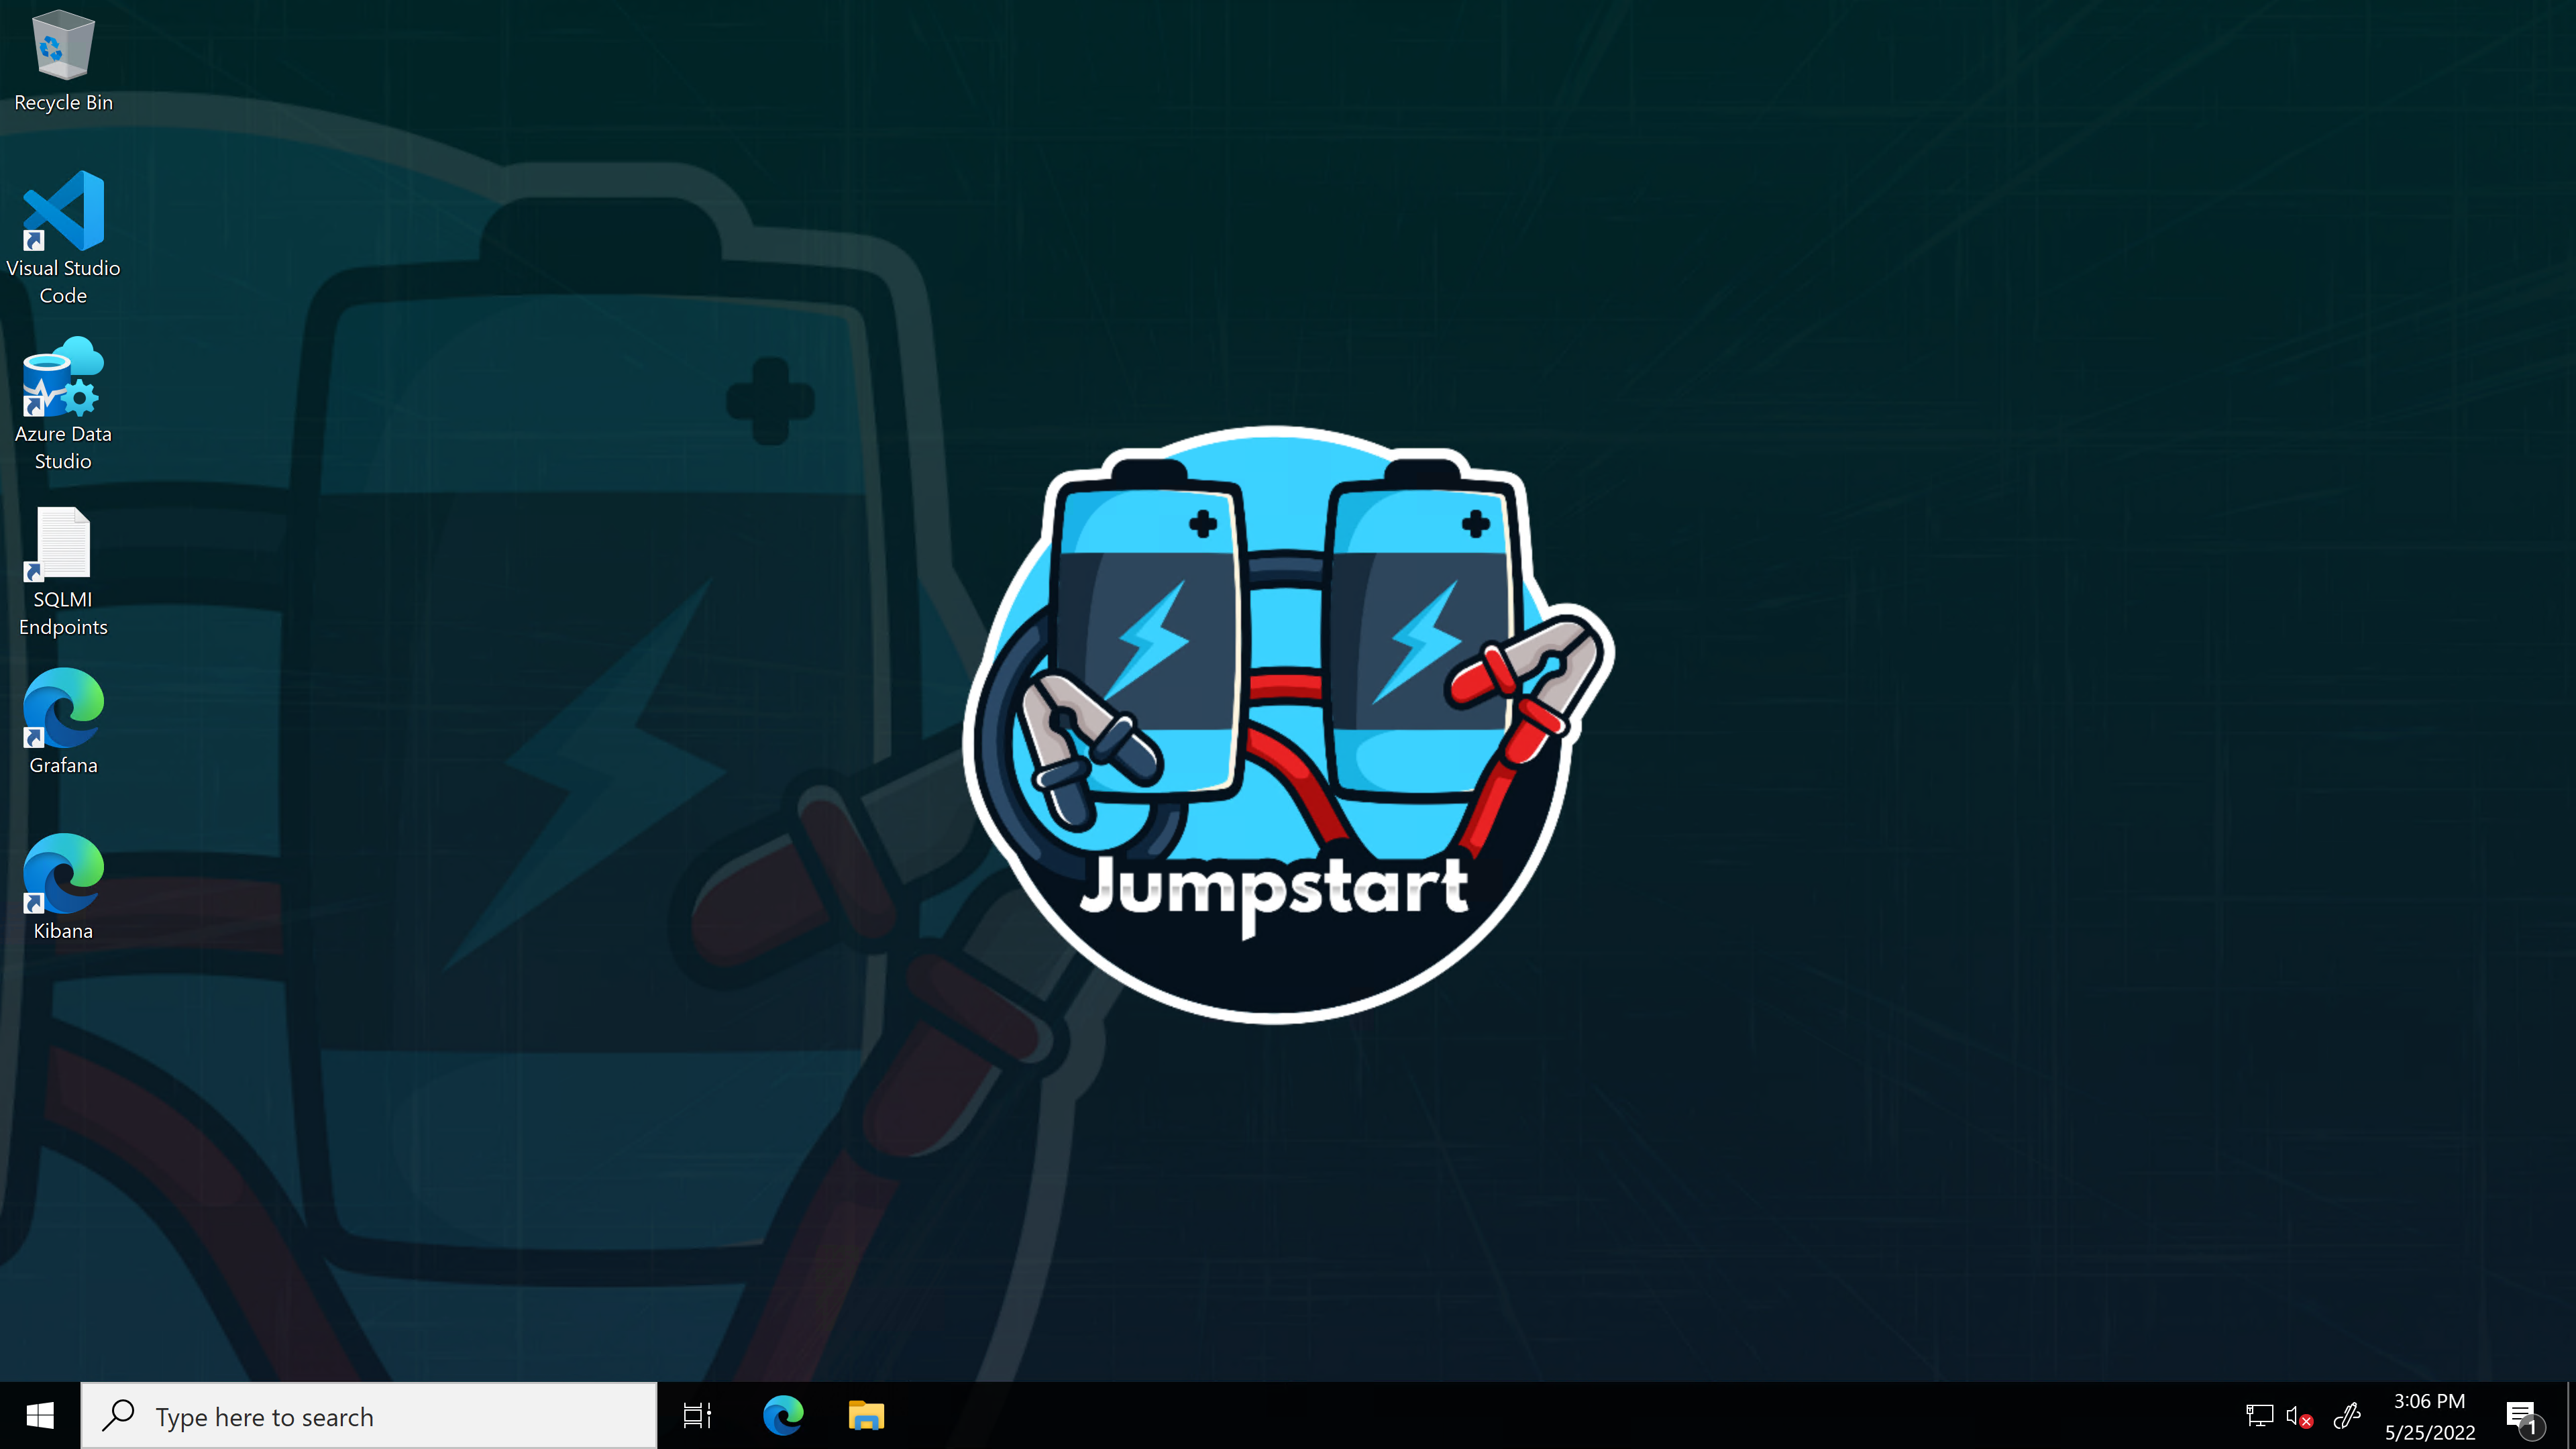 Recycle Bin
Visual Studio
Code
Azure Data
Studio
SQLMI
Endpoints
Grafana
Kibana
Jumpstart
Type here to search
3:06 PM
5/25/2022
1